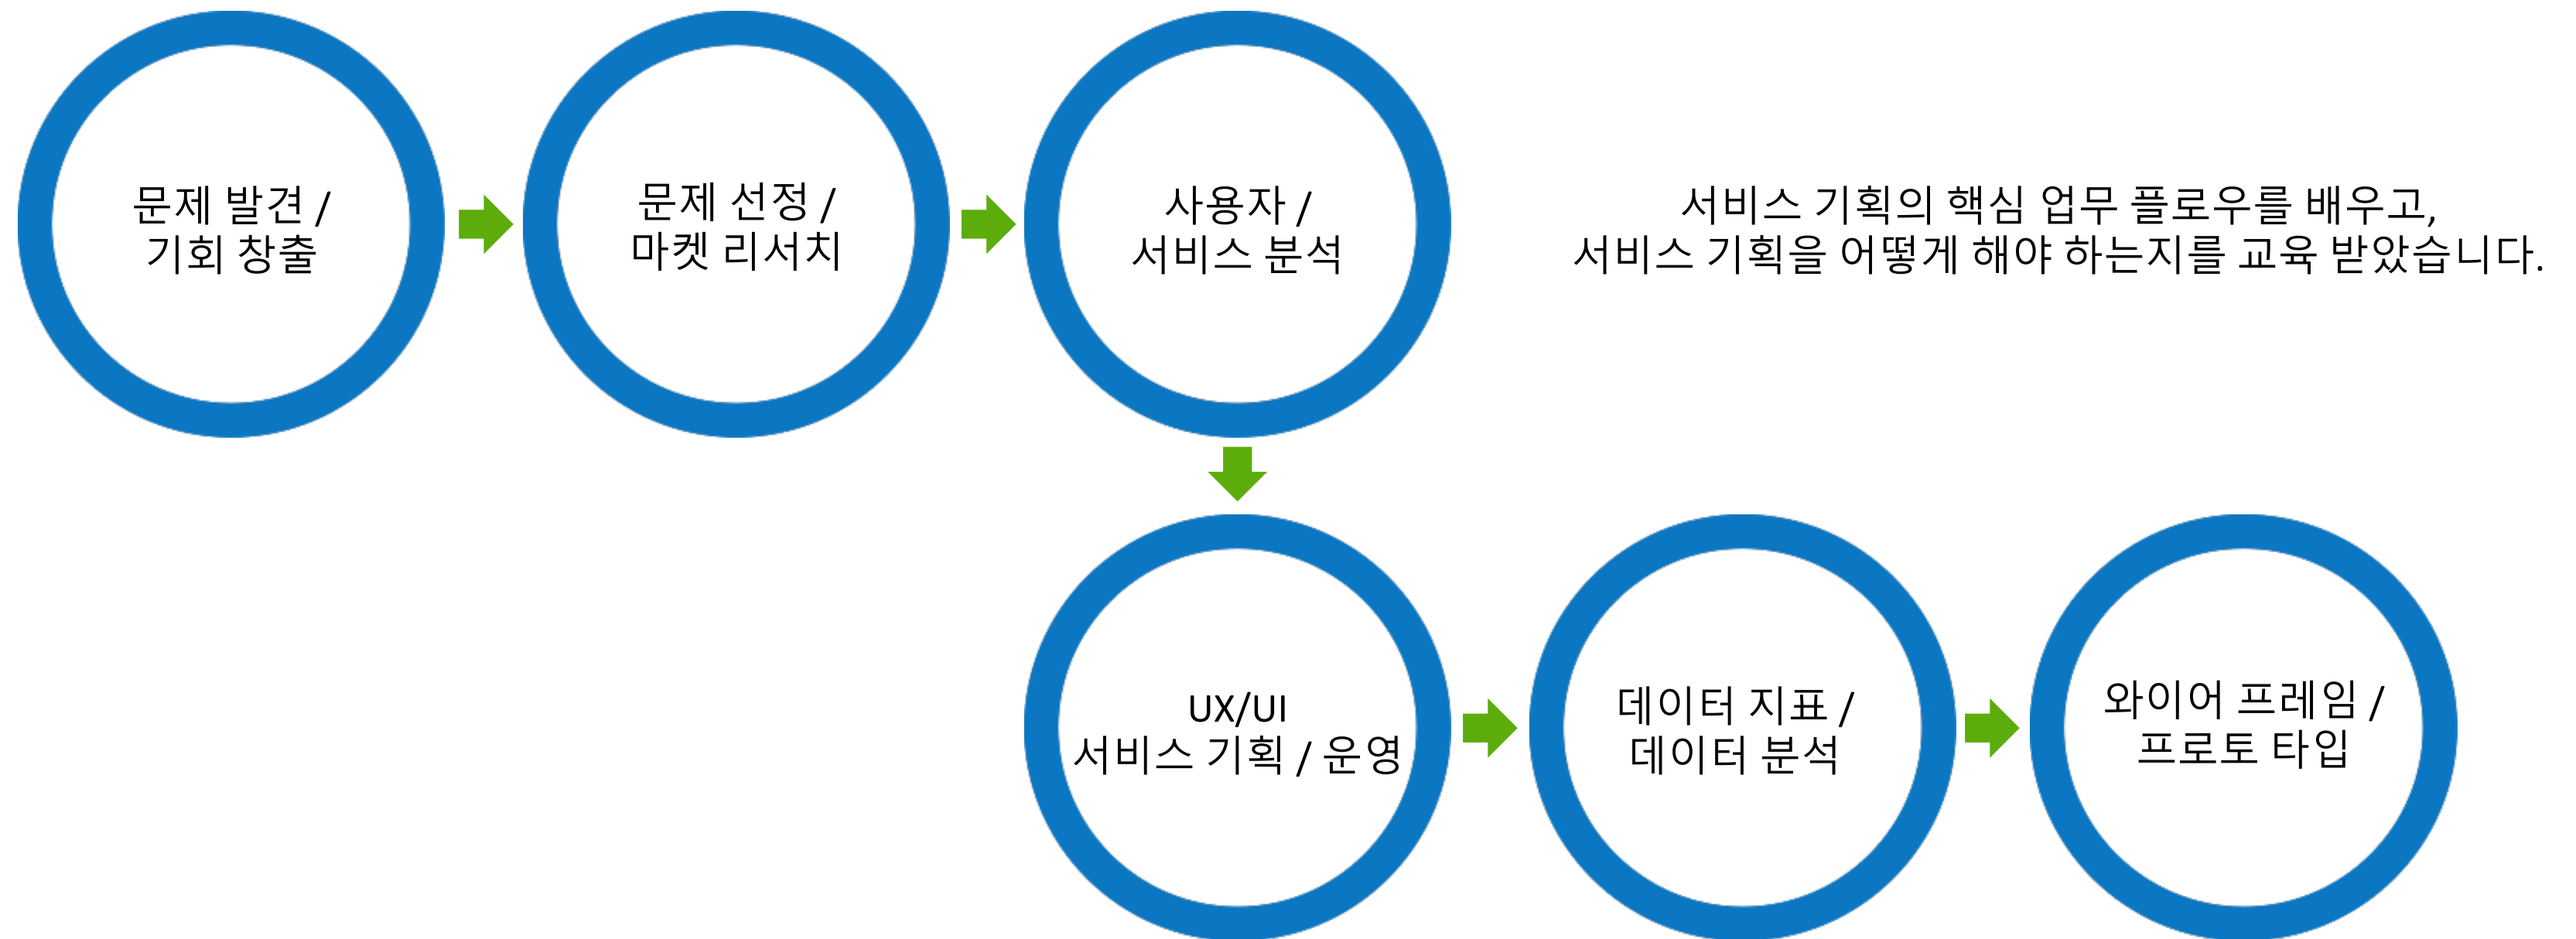 문제 발견 /
기회 창출
문제 선정 /
마켓 리서치
사용자 /
서비스 분석
서비스 기획의 핵심 업무 플로우를 배우고,
서비스 기획을 어떻게 해야 하는지를 교육 받았습니다.
UX/UI
서비스 기획 / 운영
데이터 지표 /
데이터 분석
와이어 프레임 /
프로토 타입